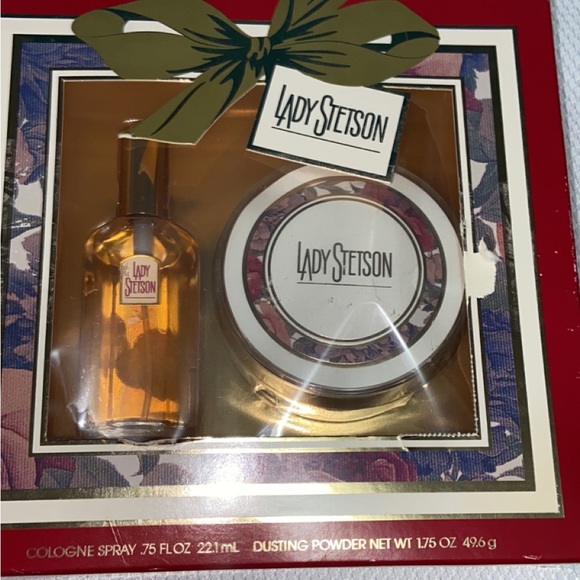 LADY STETSON
LADY
STETSON
LADY STETSON
COLOGNE SPRAY .75 FL OZ 22.1 mL DUSTING POWDER NET WT 1.75 OZ 49.6 g